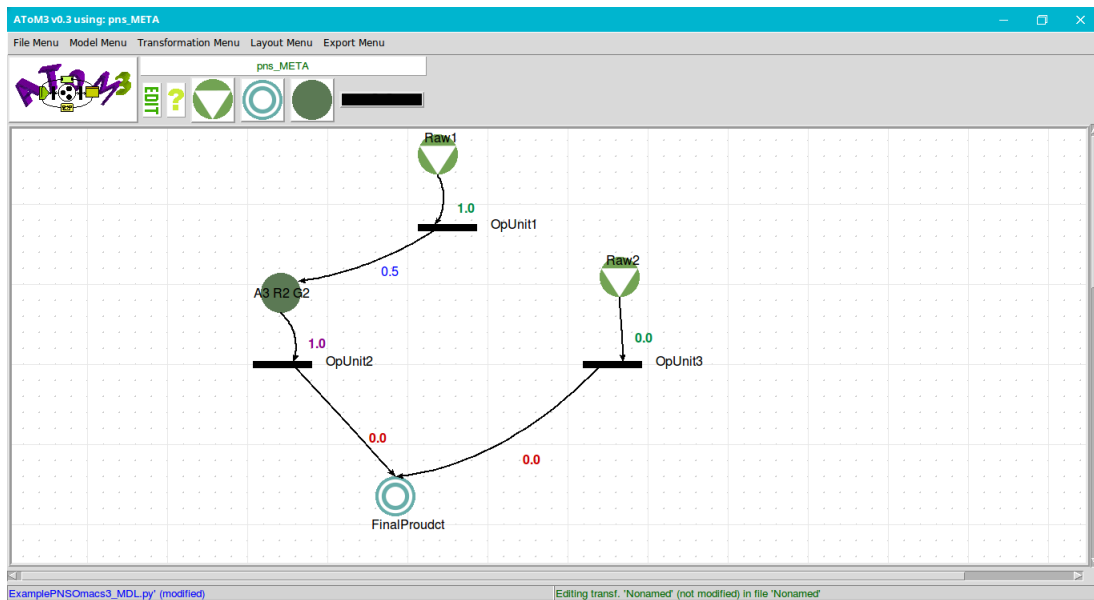 AToM3 v0.3 using: pns_META
File Menu Model Menu Transformation Menu Layout Menu Export Menu
pns_META
AToM3
EDIT
?
Raw1
1.0
OpUnit1
0.5
Raw2
A3 R2 G2
1.0
OpUnit2
0.0
OpUnit3
0.0
0.0
FinalProudct
ExamplePNSOmacs3_MDL.py' (modified)
Editing transf. 'Nonamed' (not modified) in file 'Nonamed'